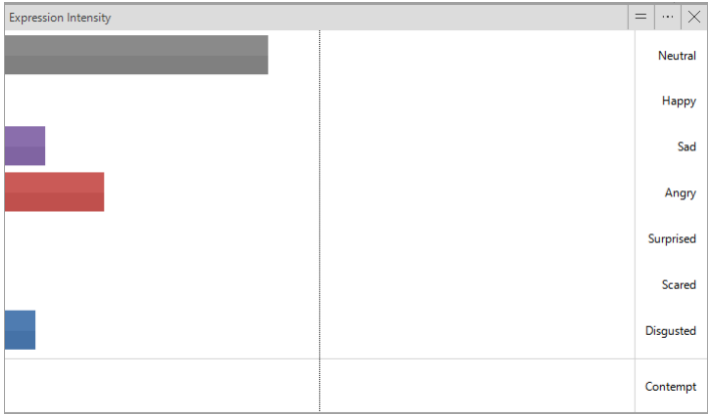 Expression Intensity
Neutral
Happy
Sad
Angry
Surprised
Scared
Disgusted
Contempt